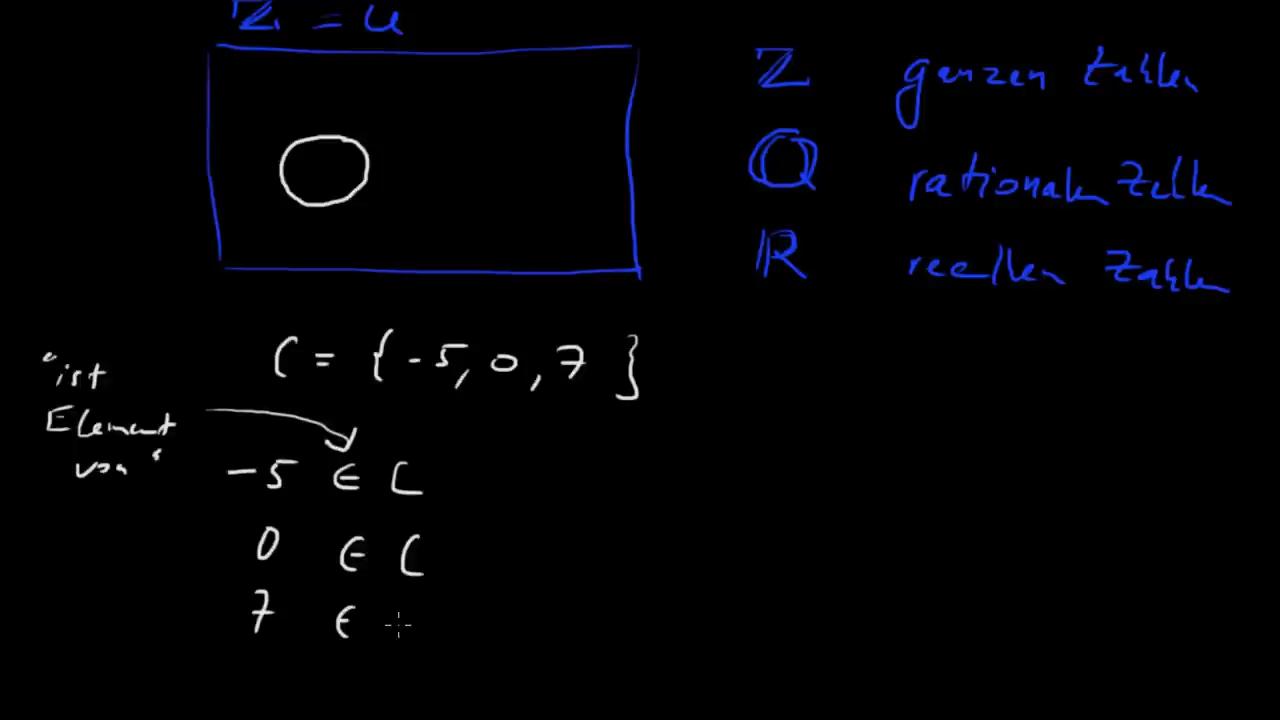 ℤ = U
ℤ ganzen Zahlen
ℚ rationalen Zahlen
ℝ reellen Zahlen
C = { -5, 0, 7 }
"ist
Element
von "
-5 ∈ C
0 ∈ C
7 ∈